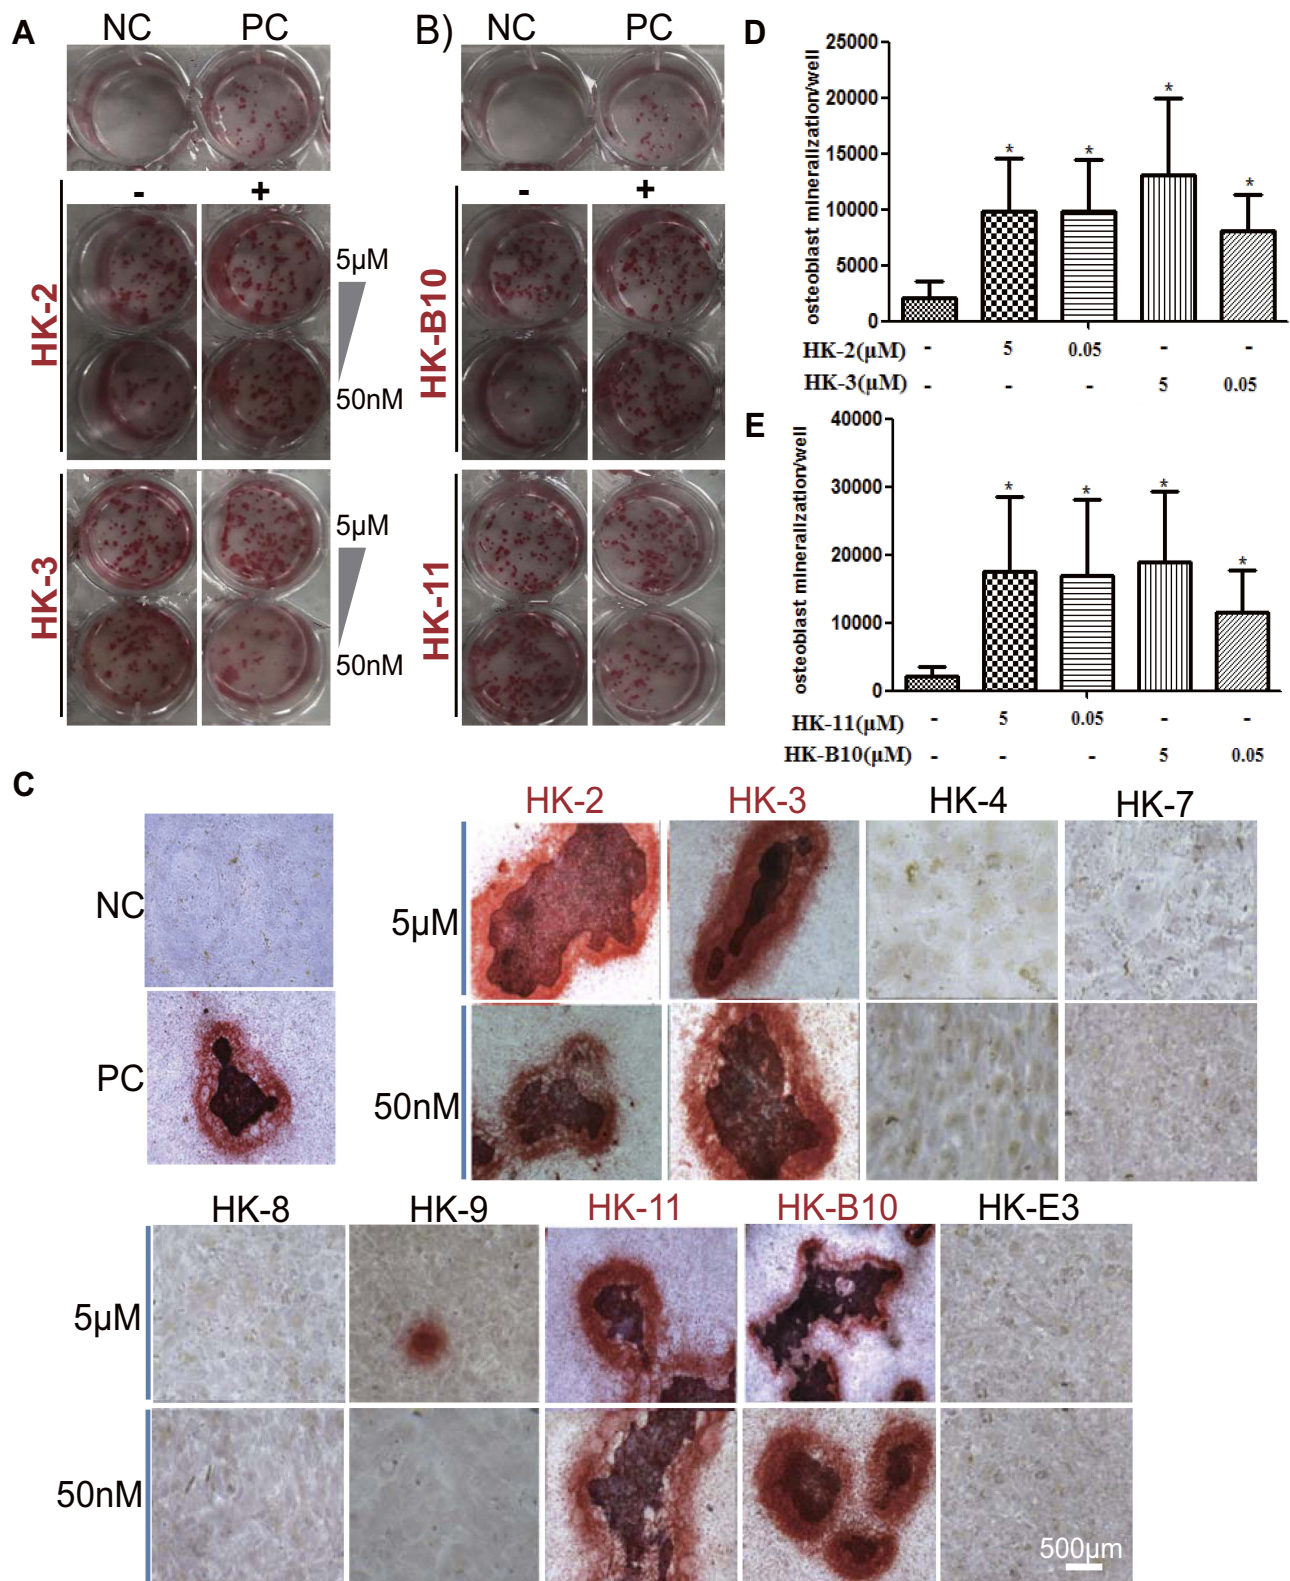 A
NC
PC
B)
NC
PC
D
- +
- +
HK-2
5µM
50nM
HK-B10
HK-3
5µM
50nM
HK-11
osteoblast mineralization/well
25000
20000
15000
10000
5000
0
* * * *
HK-2(µM) - 5 0.05 - -
HK-3(µM) - - - 5 0.05
E
osteoblast mineralization/well
40000
30000
20000
10000
0
* * * *
HK-11(µM) - 5 0.05 - -
HK-B10(µM) - - - 5 0.05
C
NC
PC
HK-2 HK-3 HK-4 HK-7
5µM
50nM
HK-8 HK-9 HK-11 HK-B10 HK-E3
5µM
50nM
500µm